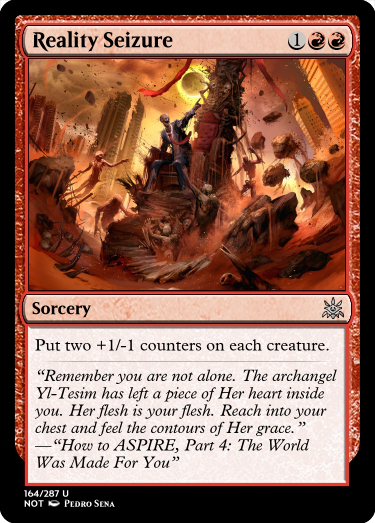 Reality Seizure 1
Sorcery
Put two +1/-1 counters on each creature.
“Remember you are not alone. The archangel
Yl-Tesim has left a piece of Her heart inside
you. Her flesh is your flesh. Reach into your
chest and feel the contours of Her grace.”
—“How to ASPIRE, Part 4: The World
Was Made For You”
164/287 U
NOT Pedro Sena